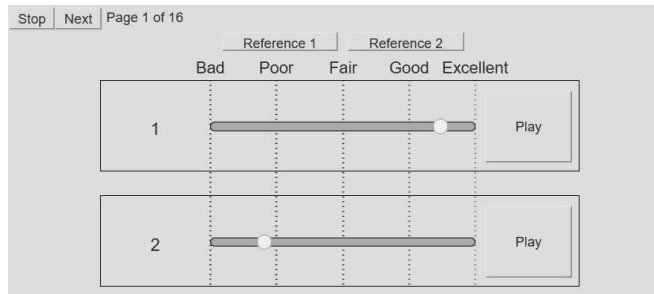 Stop Next Page 1 of 16
Reference 1 Reference 2
Bad Poor Fair Good Excellent
1 Play
2 Play